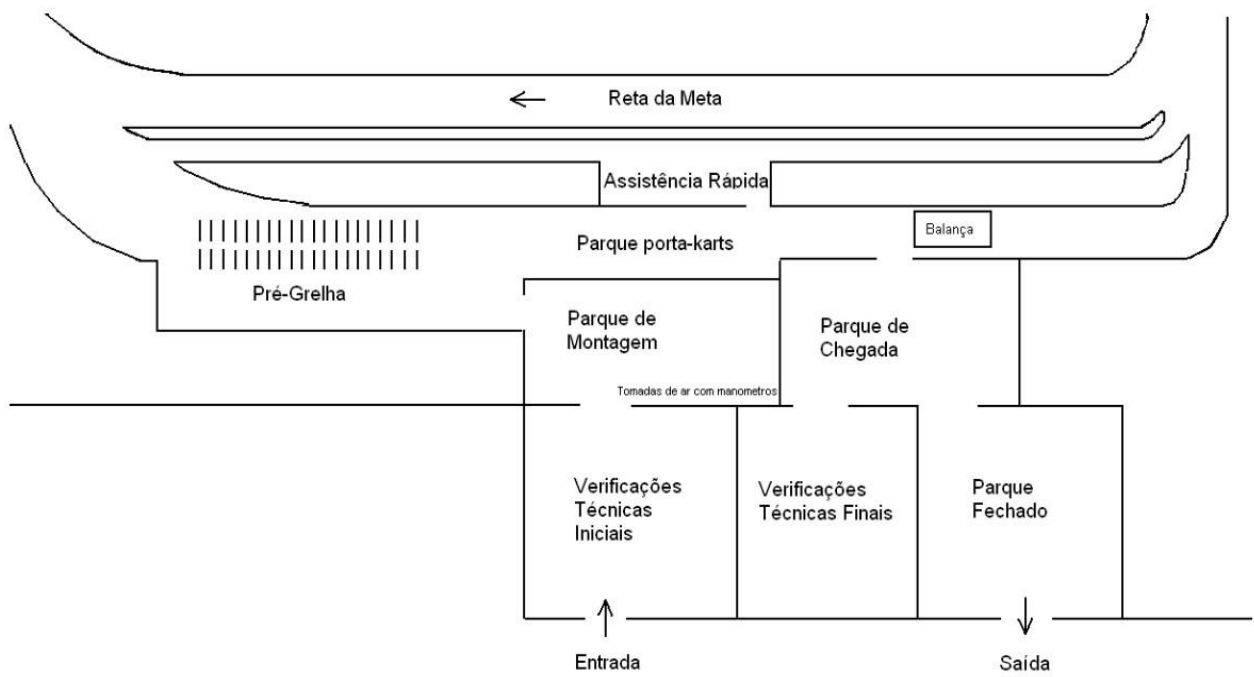 Reta da Meta
Assistência Rápida
Balança
Parque porta-karts
Pré-Grelha
Parque de
Montagem
Parque de
Chegada
Tomadas de ar com manometros
Verificações
Técnicas
Iniciais
Verificações
Técnicas Finais
Parque
Fechado
Entrada
Saída